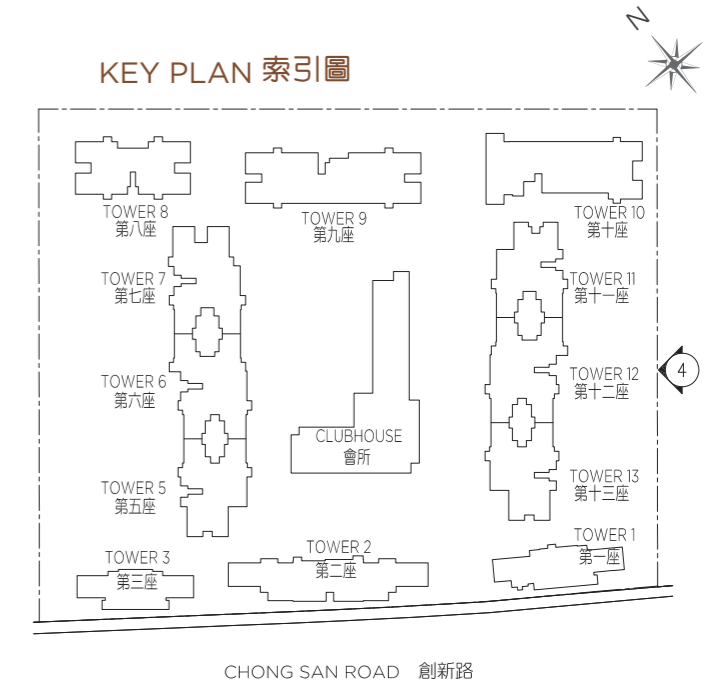 N
KEY PLAN 索引圖
TOWER 8
第八座
TOWER 9
第九座
TOWER 10
第十座
TOWER 7
第七座
TOWER 11
第十一座
TOWER 6
第六座
TOWER 12
第十二座
4
CLUBHOUSE
會所
TOWER 5
第五座
TOWER 13
第十三座
TOWER 3
第三座
TOWER 2
第二座
TOWER 1
第一座
CHONG SAN ROAD 創新路